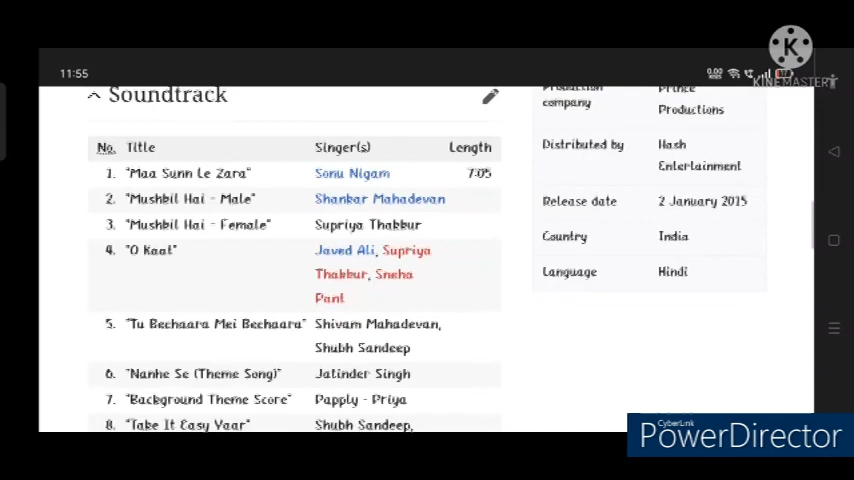 11:55
KINEMASTER
Soundtrack
No. Title Singer(s) Length
1. "Maa Sunn Le Zara" Sonu Nigam 7:05
2. "Mushkil Hai - Male" Shankar Mahadevan
3. "Mushkil Hai - Female" Supriya Thakkur
4. "O Kaat" Javed Ali, Supriya
Thakkur, Sneha
Pant
5. "Tu Bechaara Mei Bechaara" Shivam Mahadevan,
Shubh Sandeep
6. "Nanhe Se (Theme Song)" Jatinder Singh
7. "Background Theme Score" Papply - Priya
8. "Take It Easy Yaar" Shubh Sandeep,
Production Prince
company Productions
Distributed by Hash
Entertainment
Release date 2 January 2015
Country India
Language Hindi
CyberLink
PowerDirector